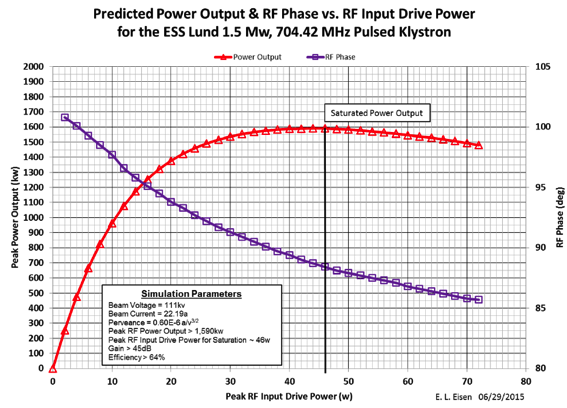 Predicted Power Output & RF Phase vs. RF Input Drive Power
for the ESS Lund 1.5 Mw, 704.42 MHz Pulsed Klystron
Power Output RF Phase
2000
1900
1800
1700
1600
1500
1400
1300
1200
1100
1000
900
800
700
600
500
400
300
200
100
0
Peak Power Output (kw)
105
100
95
90
85
80
RF Phase (deg)
Saturated Power Output
Simulation Parameters
Beam Voltage = 111kv
Beam Current = 22.19a
Perveance = 0.60E-6 a/v3/2
Peak RF Power Output > 1,590kw
Peak RF Input Drive Power for Saturation ~ 46w
Gain > 45dB
Efficiency > 64%
0 10 20 30 40 50 60 70 80
Peak RF Input Drive Power (w)
E. L. Eisen 06/29/2015